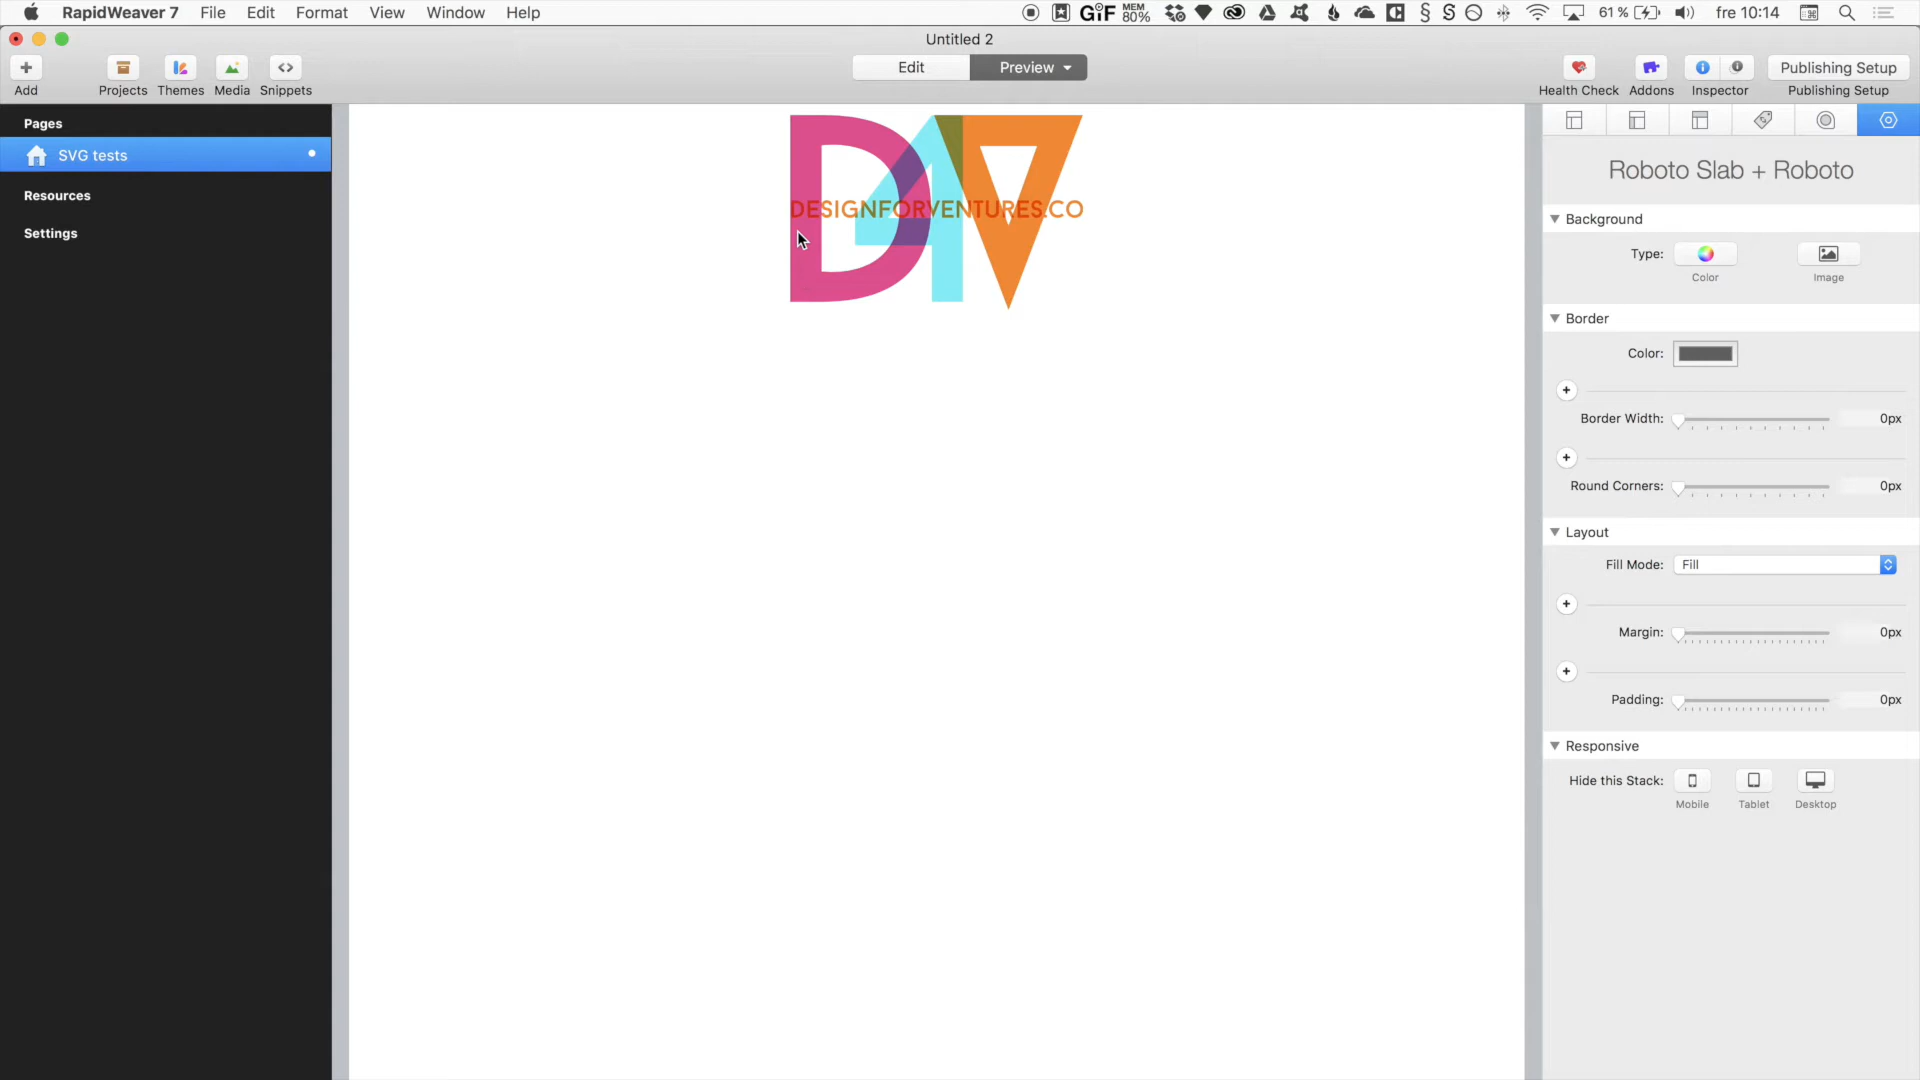 RapidWeaver 7 File Edit Format View Window Help GIF MEM 80% 61 % fre 10:14
Untitled 2
Add Projects Themes Media Snippets
Edit Preview
Health Check Addons Inspector Publishing Setup
Publishing Setup
Pages
SVG tests
Resources
Settings
D4V
DESIGNFORVENTURES.CO
Roboto Slab + Roboto
Background
Type:
Color Image
Border
Color:
Border Width: 0px
Round Corners: 0px
Layout
Fill Mode: Fill
Margin: 0px
Padding: 0px
Responsive
Hide this Stack:
Mobile Tablet Desktop